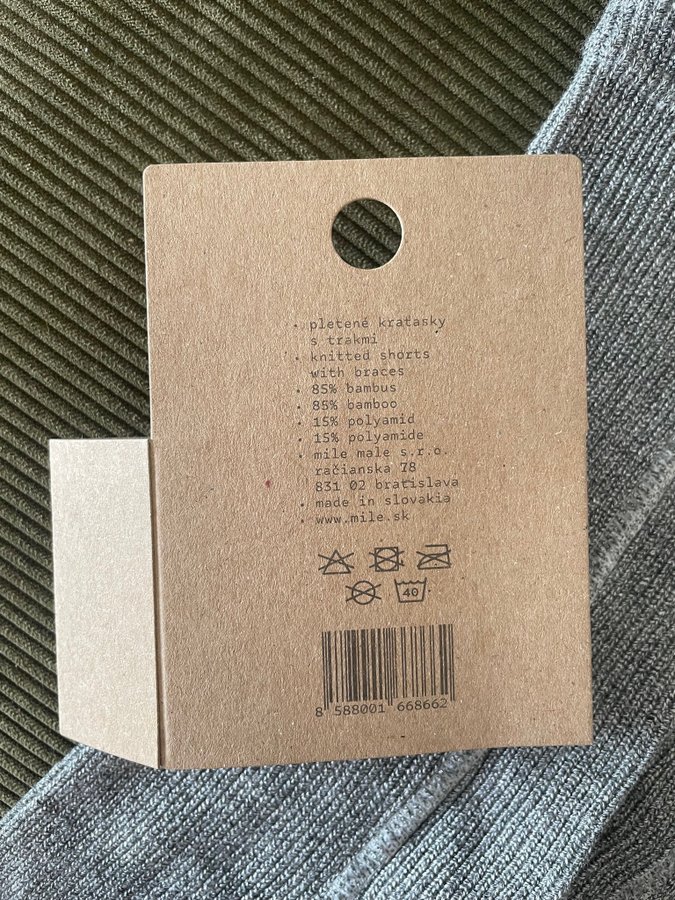 • pletené kraťasky
s trakmi
• knitted shorts
with braces
• 85% bambus
• 85% bamboo
• 15% polyamid
• 15% polyamide
• mile male s.r.o.
račianska 78
831 02 bratislava
• made in slovakia
• www.mile.sk
40
8 588001 668662